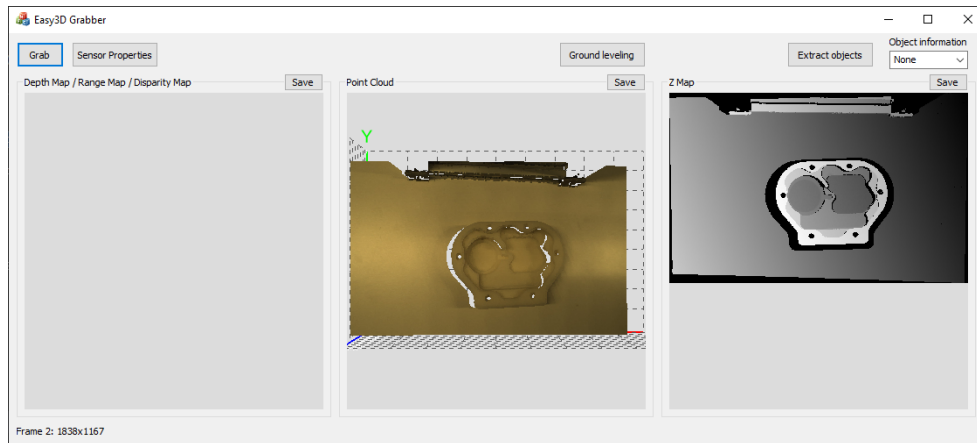 Easy3D Grabber
Grab
Sensor Properties
Ground leveling
Extract objects
Object information
None
Depth Map / Range Map / Disparity Map
Save
Point Cloud
Save
Z Map
Save
Y
Frame 2: 1838x1167